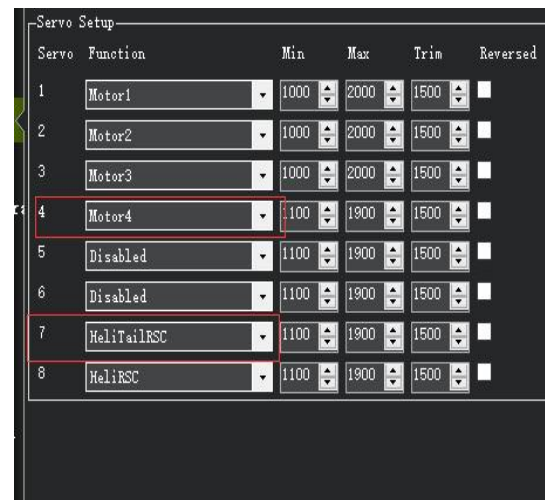 Servo Setup
Servo Function Min Max Trim Reversed
1 Motor1 1000 2000 1500
2 Motor2 1000 2000 1500
3 Motor3 1000 2000 1500
4 Motor4 1100 1900 1500
5 Disabled 1100 1900 1500
6 Disabled 1100 1900 1500
7 HeliTailRSC 1100 1900 1500
8 HeliRSC 1100 1900 1500